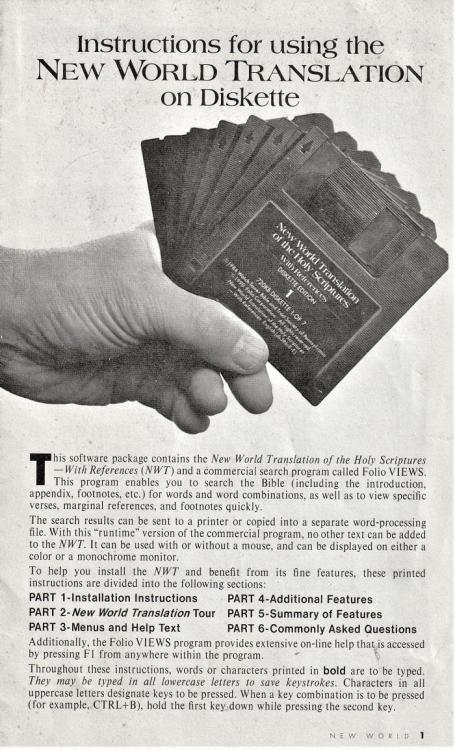 Instructions for using the
NEW WORLD TRANSLATION
on Diskette
New World Translation
of the Holy Scriptures
With References
DISKETTE EDITION
1
720KB DISKETTE 1 OF 7
This software package contains the New World Translation of the Holy Scriptures
—With References (NWT) and a commercial search program called Folio VIEWS.
This program enables you to search the Bible (including the introduction,
appendix, footnotes, etc.) for words and word combinations, as well as to view specific
verses, marginal references, and footnotes quickly.
The search results can be sent to a printer or copied into a separate word-processing
file. With this "runtime" version of the commercial program, no other text can be added
to the NWT. It can be used with or without a mouse, and can be displayed on either a
color or a monochrome monitor.
To help you install the NWT and benefit from its fine features, these printed
instructions are divided into the following sections:
PART 1-Installation Instructions PART 4-Additional Features
PART 2-New World Translation Tour PART 5-Summary of Features
PART 3-Menus and Help Text PART 6-Commonly Asked Questions
Additionally, the Folio VIEWS program provides extensive on-line help that is accessed
by pressing F1 from anywhere within the program.
Throughout these instructions, words or characters printed in bold are to be typed.
They may be typed in all lowercase letters to save keystrokes. Characters in all
uppercase letters designate keys to be pressed. When a key combination is to be pressed
(for example, CTRL+B), hold the first key down while pressing the second key.
NEW WORLD 1